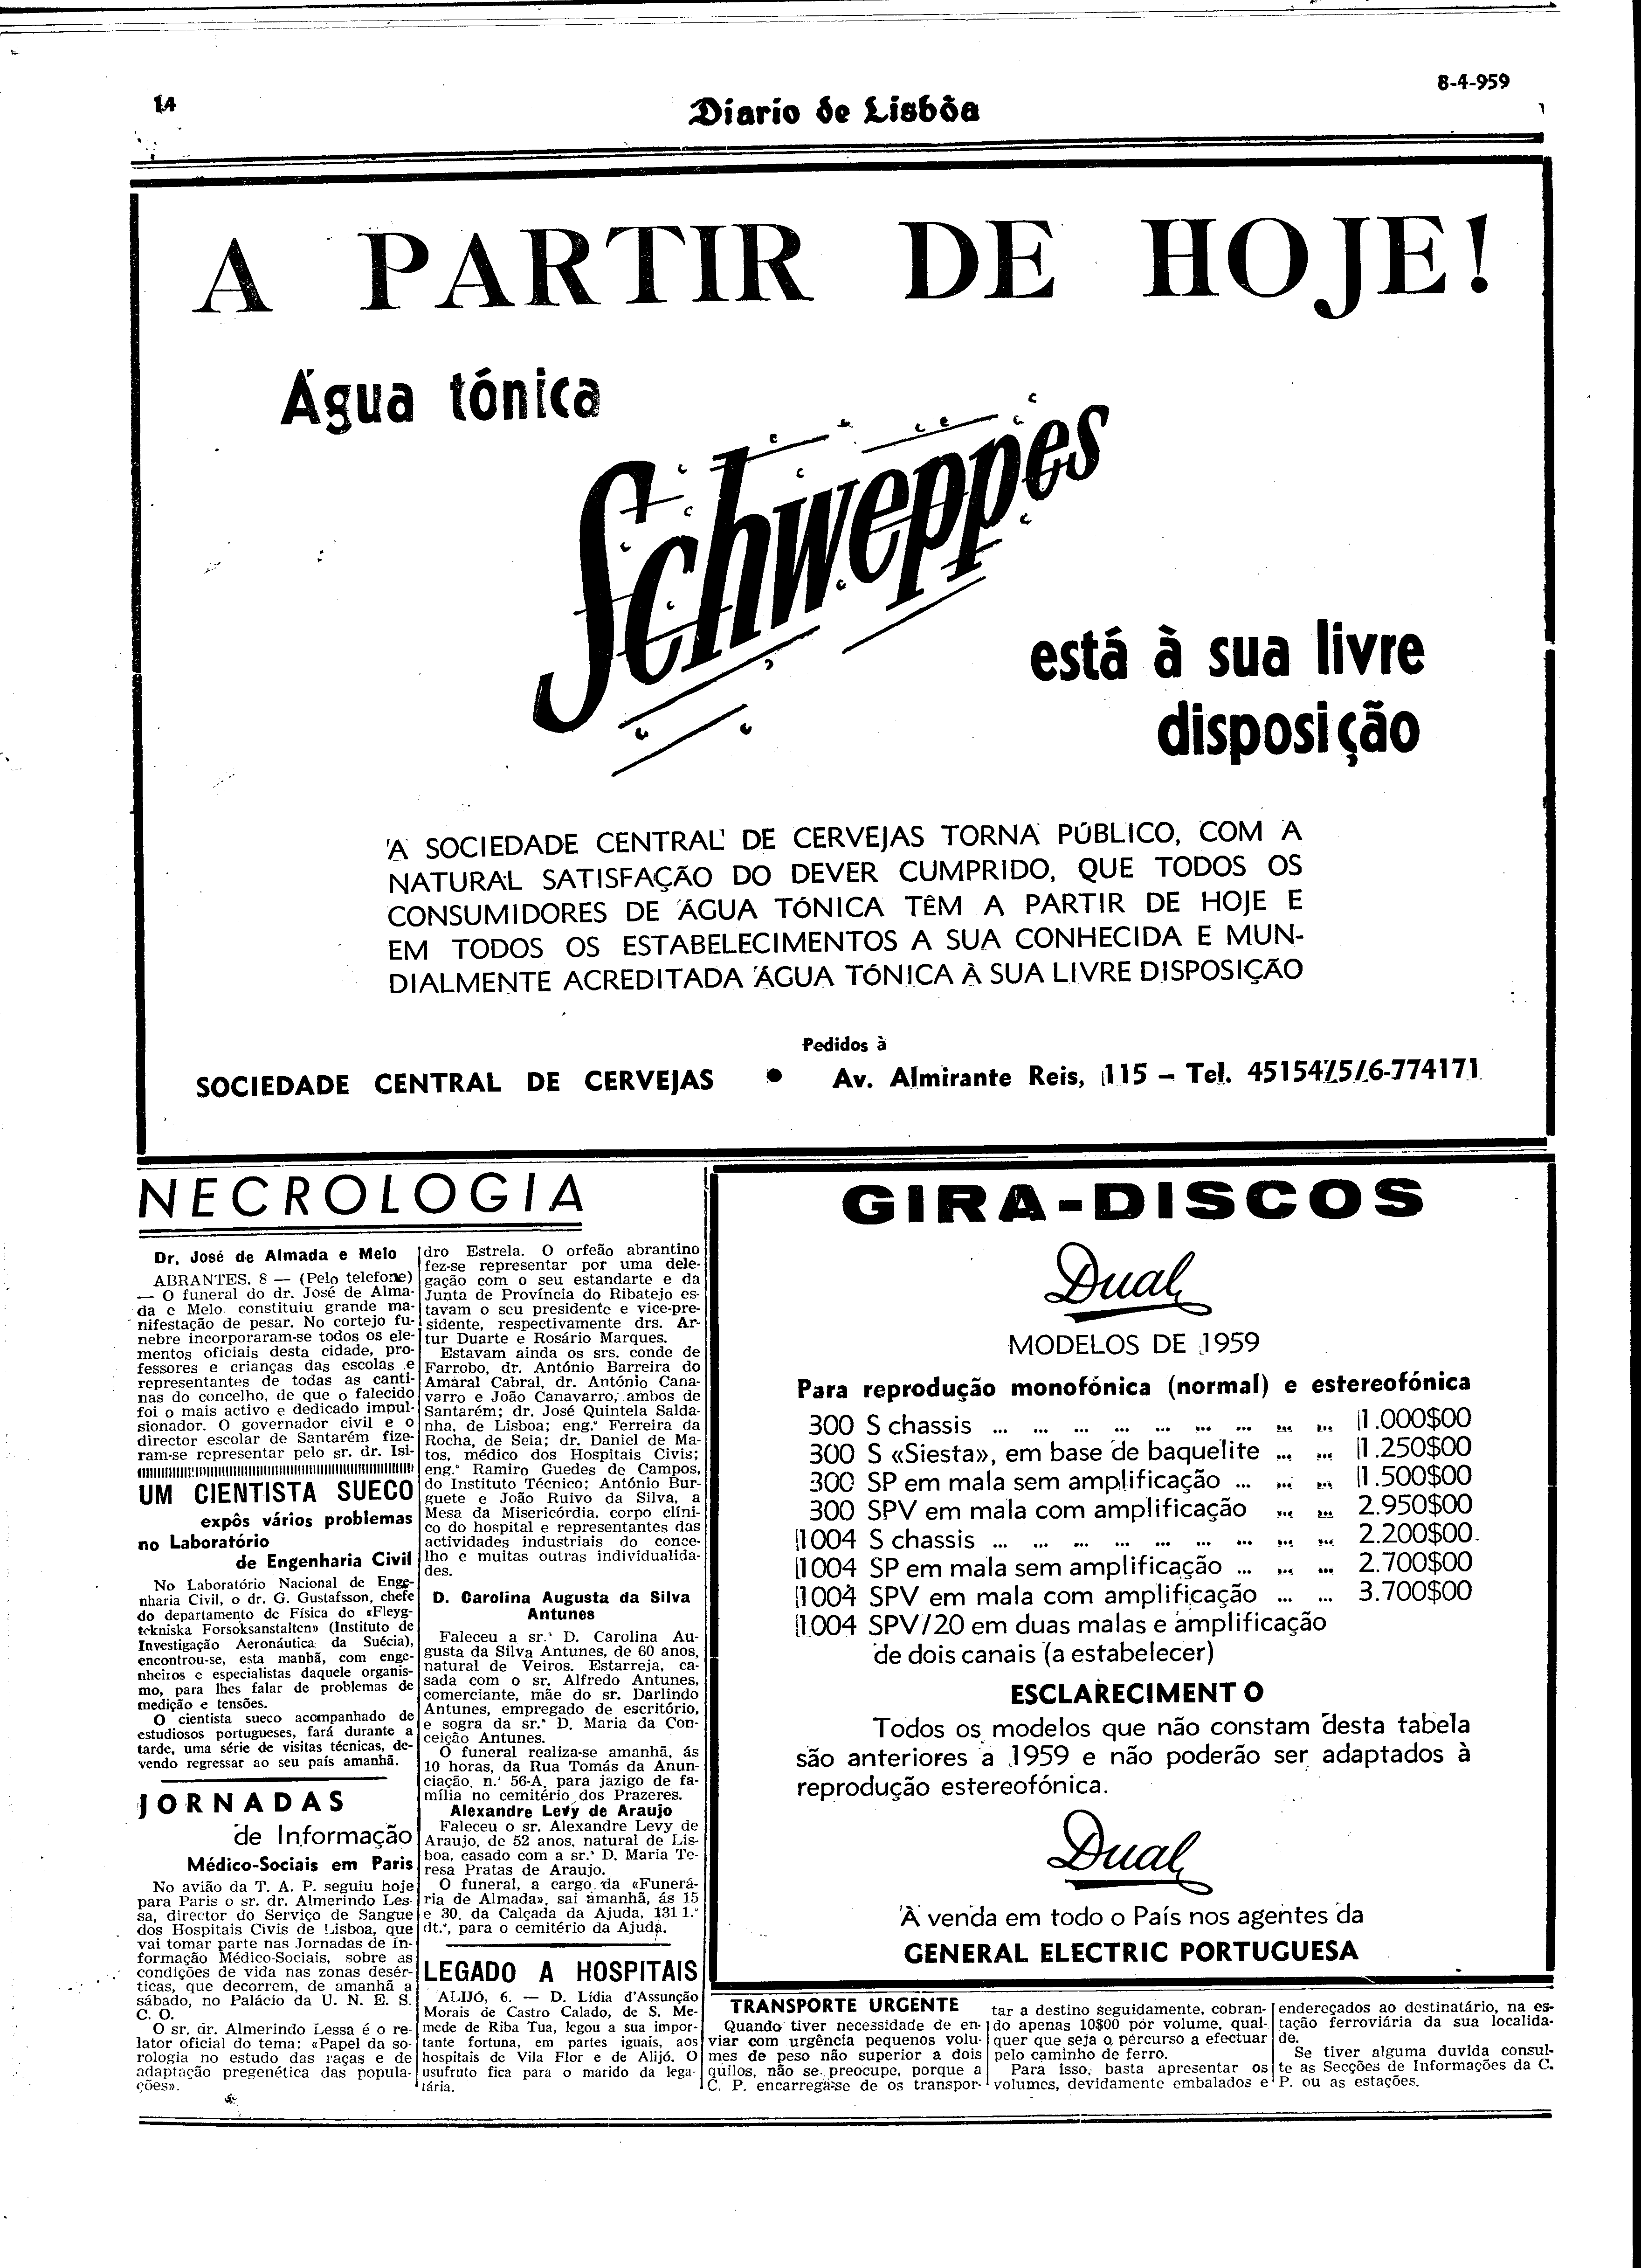 14
Diario de Lisbôa
8-4-959
A PARTIR DE HOJE!
Água tónica
Schweppes
está à sua livre
disposição
A SOCIEDADE CENTRAL DE CERVEJAS TORNA PÚBLICO, COM A
NATURAL SATISFAÇÃO DO DEVER CUMPRIDO, QUE TODOS OS
CONSUMIDORES DE ÁGUA TÓNICA TÊM A PARTIR DE HOJE E
EM TODOS OS ESTABELECIMENTOS A SUA CONHECIDA E MUN-
DIALMENTE ACREDITADA ÁGUA TÓNICA À SUA LIVRE DISPOSIÇÃO
Pedidos à
SOCIEDADE CENTRAL DE CERVEJAS • Av. Almirante Reis, 115 — Tel. 451547/5/6-774171
NECROLOGIA
Dr. José de Almada e Melo
ABRANTES, 8 — (Pelo telefone)
— O funeral do dr. José de Alma-
da e Melo constituiu grande ma-
nifestação de pesar. No cortejo fu-
nebre incorporaram-se todos os ele-
mentos oficiais desta cidade, pro-
fessores e crianças das escolas e
representantes de todas as canti-
nas do concelho, de que o falecido
foi o mais activo e dedicado impul-
sionador. O governador civil e o
director escolar de Santarém fize-
ram-se representar pelo sr. dr. Isi-
dro Estrela. O orfeão abrantino
fez-se representar por uma dele-
gação com o seu estandarte e da
Junta de Província do Ribatejo es-
tavam o seu presidente e vice-pre-
sidente, respectivamente drs. Ar-
tur Duarte e Rosário Marques.
Estavam ainda os srs. conde de
Farrobo, dr. António Barreira do
Amaral Cabral, dr. António Cana-
varro e João Canavarro, ambos de
Santarém; dr. José Quintela Salda-
nha, de Lisboa; eng.º Ferreira da
Rocha, de Seia; dr. Daniel de Ma-
tos, médico dos Hospitais Civis;
eng.º Ramiro Guedes de Campos,
do Instituto Técnico; António Bur-
guete e João Ruivo da Silva, a
Mesa da Misericórdia, corpo clíni-
co do hospital e representantes das
actividades industriais do conce-
lho e muitas outras individualida-
des.
D. Carolina Augusta da Silva
Antunes
Faleceu a sr.ª D. Carolina Au-
gusta da Silva Antunes, de 60 anos,
natural de Veiros, Estarreja, ca-
sada com o sr. Alfredo Antunes,
comerciante, mãe do sr. Darlindo
Antunes, empregado de escritório,
e sogra da sr.ª D. Maria da Con-
ceição Antunes.
O funeral realiza-se amanhã, ás
10 horas, da Rua Tomás da Anun-
ciação, n.º 56-A, para jazigo de fa-
mília no cemitério dos Prazeres.
Alexandre Levy de Araujo
Faleceu o sr. Alexandre Levy de
Araujo, de 52 anos, natural de Lis-
boa, casado com a sr.ª D. Maria Te-
resa Pratas de Araujo.
O funeral, a cargo da «Funerá-
ria de Almada», sai amanhã, ás 15
e 30, da Calçada da Ajuda, 131-1.º
dt.º, para o cemitério da Ajuda.
UM CIENTISTA SUECO
expôs vários problemas
no Laboratório
de Engenharia Civil
No Laboratório Nacional de Enge-
nharia Civil, o dr. G. Gustafsson, chefe
do departamento de Física do «Fleyg-
tekniska Forsoksanstalten» (Instituto de
Investigação Aeronáutica da Suécia),
encontrou-se, esta manhã, com enge-
nheiros e especialistas daquele organis-
mo, para lhes falar de problemas de
medição e tensões.
O cientista sueco acompanhado de
estudiosos portugueses, fará durante a
tarde, uma série de visitas técnicas, de-
vendo regressar ao seu país amanhã.
JORNADAS
de Informação
Médico-Sociais em Paris
No avião da T. A. P. seguiu hoje
para Paris o sr. dr. Almerindo Les-
sa, director do Serviço de Sangue
dos Hospitais Civis de Lisboa, que
vai tomar parte nas Jornadas de In-
formação Médico-Sociais, sobre as
condições de vida nas zonas desér-
ticas, que decorrem, de amanhã a
sábado, no Palácio da U. N. E. S.
C. O.
O sr. dr. Almerindo Lessa é o re-
lator oficial do tema: «Papel da so-
rologia no estudo das raças e de
adaptação pregenética das popula-
ções».
LEGADO A HOSPITAIS
ALIJÓ, 6. — D. Lídia d'Assunção
Morais de Castro Calado, de S. Me-
mede de Riba Tua, legou a sua impor-
tante fortuna, em partes iguais, aos
hospitais de Vila Flor e de Alijó. O
usufruto fica para o marido da lega-
tária.
GIRA-DISCOS
Dual
MODELOS DE 1959
Para reprodução monofónica (normal) e estereofónica
300 S chassis ... ... ... ... ... ... ... ... ... 1.000$00
300 S «Siesta», em base de baquelite ... ... 1.250$00
300 SP em mala sem amplificação ... ... ... 1.500$00
300 SPV em mala com amplificação ... ... 2.950$00
1004 S chassis ... ... ... ... ... ... ... ... ... 2.200$00
1004 SP em mala sem amplificação ... ... ... 2.700$00
1004 SPV em mala com amplificação ... ... 3.700$00
1004 SPV/20 em duas malas e amplificação
de dois canais (a estabelecer)
ESCLARECIMENTO
Todos os modelos que não constam desta tabela
são anteriores a 1959 e não poderão ser adaptados à
reprodução estereofónica.
Dual
À venda em todo o País nos agentes da
GENERAL ELECTRIC PORTUGUESA
TRANSPORTE URGENTE
Quando tiver necessidade de en-
viar com urgência pequenos volu-
mes de peso não superior a dois
quilos, não se preocupe, porque a
C. P. encarrega-se de os transpor-
tar a destino seguidamente, cobran-
do apenas 10$00 por volume, qual-
quer que seja o percurso a efectuar
pelo caminho de ferro.
Para isso, basta apresentar os
volumes, devidamente embalados e
endereçados ao destinatário, na es-
tação ferroviária da sua localida-
de.
Se tiver alguma duvida consul-
te as Secções de Informações da C.
P. ou as estações.